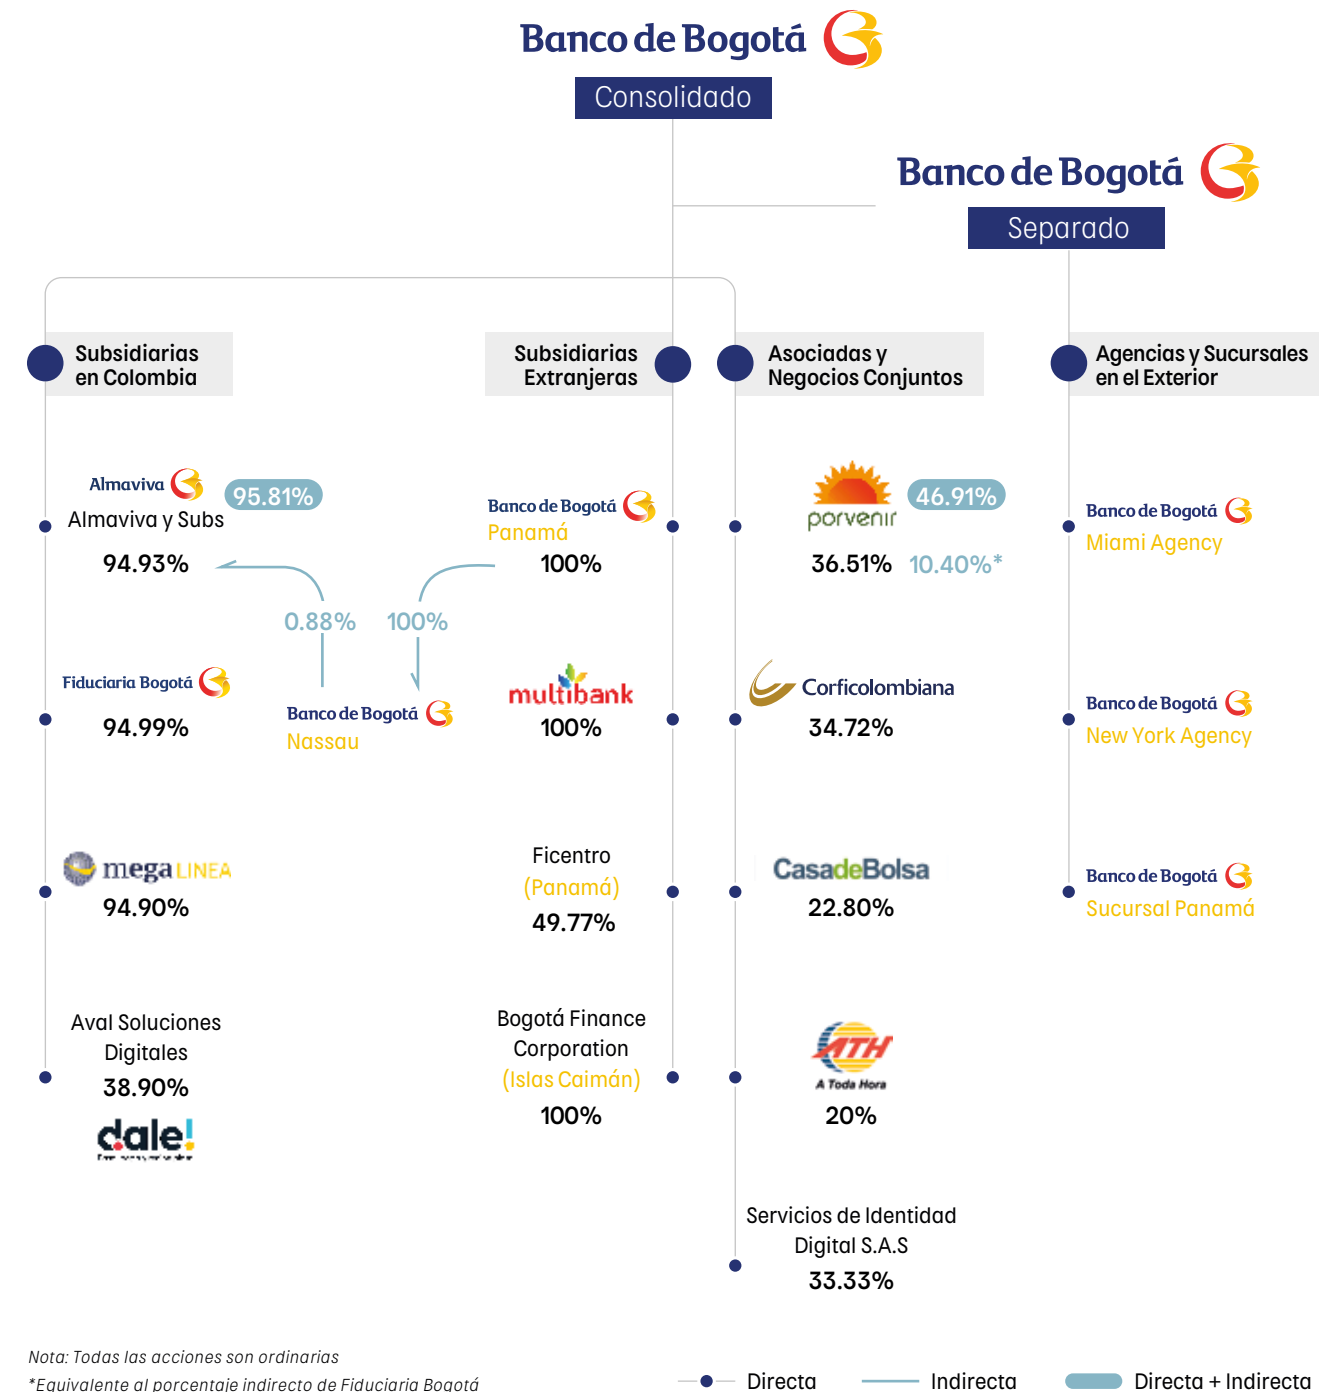 Banco de Bogotá
Consolidado
Banco de Bogotá
Separado
Subsidiarias
en Colombia
Subsidiarias
Extranjeras
Asociadas y
Negocios Conjuntos
Agencias y Sucursales
en el Exterior
Almaviva
95.81%
Almaviva y Subs
94.93%
Banco de Bogotá
Panamá
100%
porvenir
46.91%
36.51%
10.40%*
Banco de Bogotá
Miami Agency
0.88%
100%
Fiduciaria Bogotá
94.99%
Banco de Bogotá
Nassau
multibank
100%
Corficolombiana
34.72%
Banco de Bogotá
New York Agency
mega LINEA
94.90%
Ficentro
(Panamá)
49.77%
CasadeBolsa
22.80%
Banco de Bogotá
Sucursal Panamá
Aval Soluciones
Digitales
38.90%
dale!
Bogotá Finance
Corporation
(Islas Caimán)
100%
ATH
A Toda Hora
20%
Servicios de Identidad
Digital S.A.S
33.33%
Nota: Todas las acciones son ordinarias
*Equivalente al porcentaje indirecto de Fiduciaria Bogotá
Directa
Indirecta
Directa + Indirecta